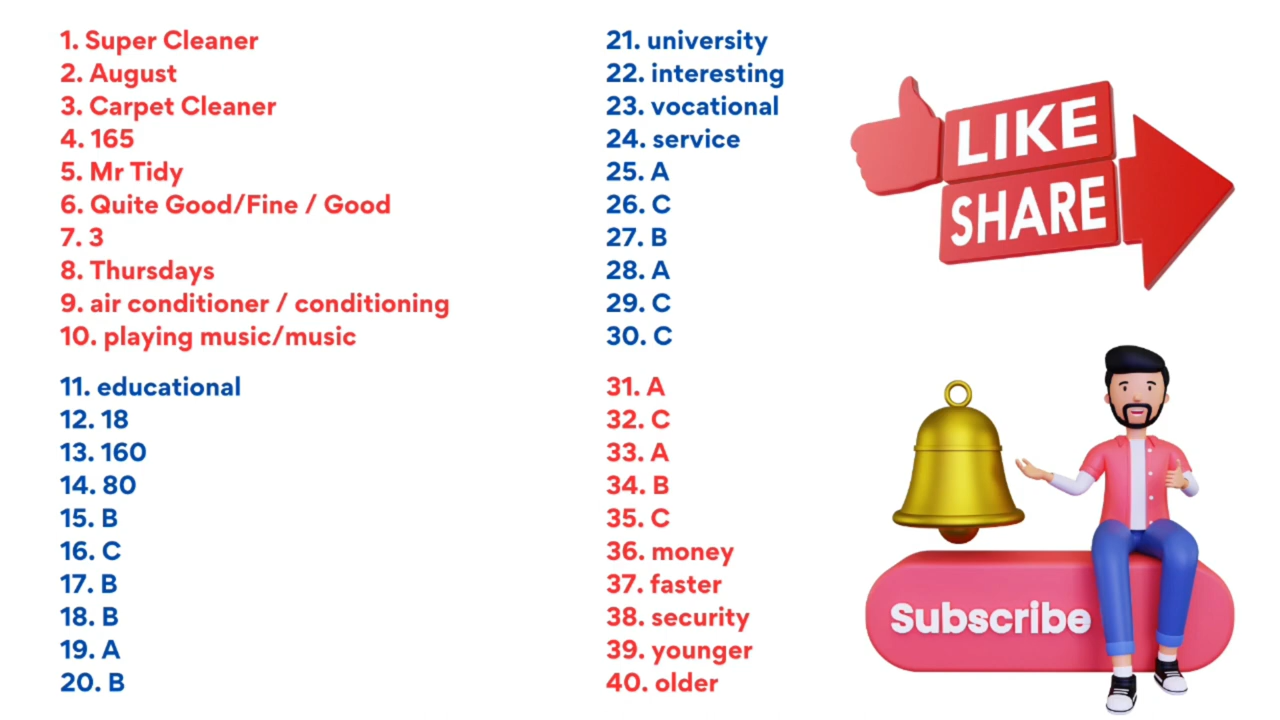 1. Super Cleaner
2. August
3. Carpet Cleaner
4. 165
5. Mr Tidy
6. Quite Good/Fine / Good
7. 3
8. Thursdays
9. air conditioner / conditioning
10. playing music/music
11. educational
12. 18
13. 160
14. 80
15. B
16. C
17. B
18. B
19. A
20. B
21. university
22. interesting
23. vocational
24. service
25. A
26. C
27. B
28. A
29. C
30. C
31. A
32. C
33. A
34. B
35. C
36. money
37. faster
38. security
39. younger
40. older
LIKE
SHARE
Subscribe